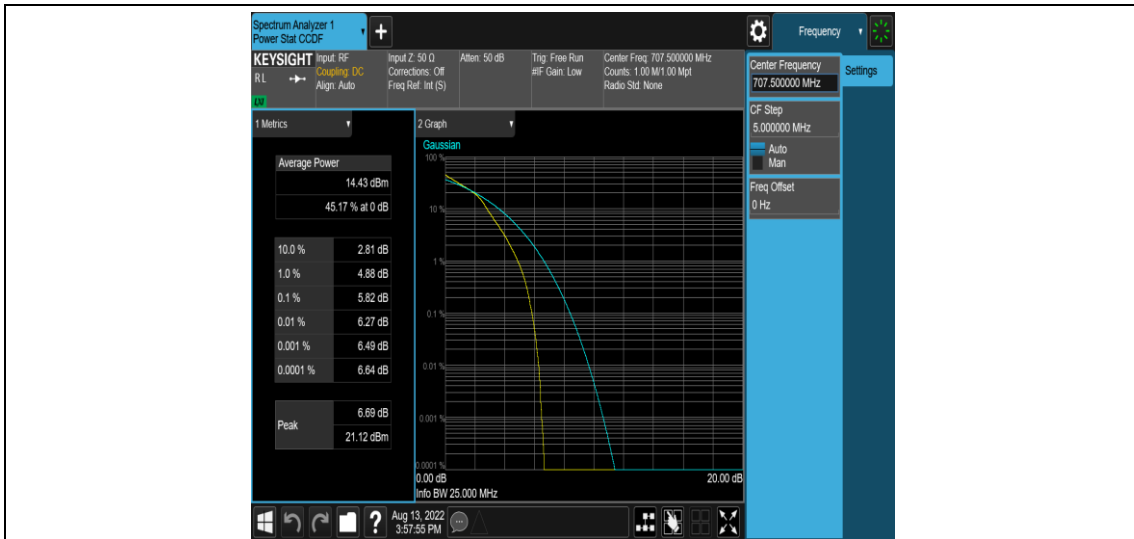 Spectrum Analyzer 1
Power Stat CCDF
+
Frequency
KEYSIGHT
RL
LM
Input: RF
Coupling: DC
Align: Auto
Input Z: 50 Ω
Corrections: Off
Freq Ref: Int (S)
Atten: 50 dB
Trig: Free Run
#IF Gain: Low
Center Freq: 707.500000 MHz
Counts: 1.00 M/1.00 Mpt
Radio Std: None
Center Frequency
707.500000 MHz
Settings
CF Step
5.000000 MHz
Auto
Man
Freq Offset
0 Hz
1 Metrics
Average Power
14.43 dBm
45.17 % at 0 dB
10.0 % 2.81 dB
1.0 % 4.88 dB
0.1 % 5.82 dB
0.01 % 6.27 dB
0.001 % 6.49 dB
0.0001 % 6.64 dB
Peak
6.69 dB
21.12 dBm
2 Graph
Gaussian
100 %
10 %
1 %
0.1 %
0.01 %
0.001 %
0.0001 %
0.00 dB 20.00 dB
Info BW 25.000 MHz
?
Aug 13, 2022
3:57:55 PM